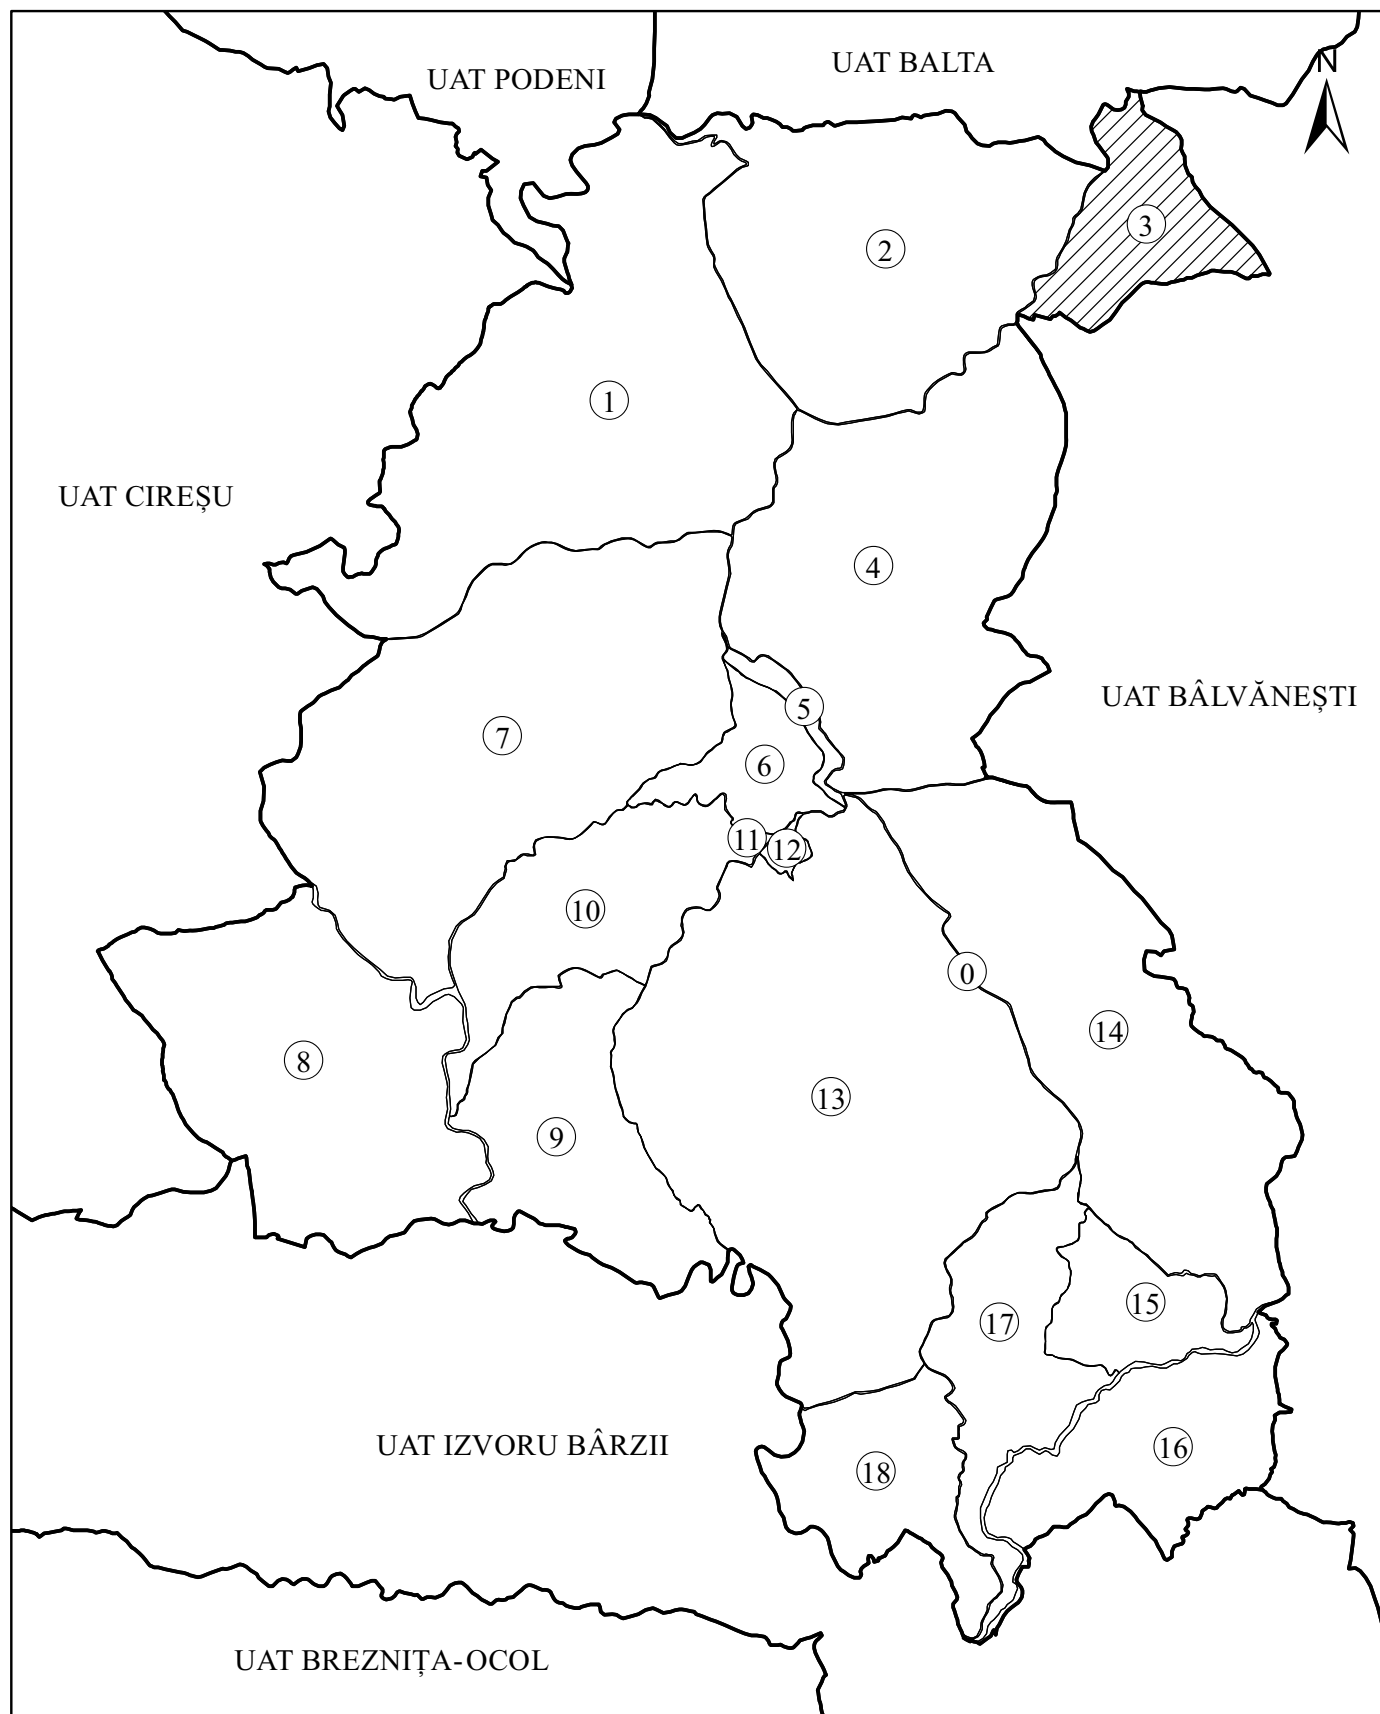 UAT BALTA
N
UAT PODENI
3
2
1
UAT CIREȘU
4
UAT BÂLVĂNEȘTI
5
7
6
11
12
10
0
14
8
13
9
15
17
UAT IZVORU BÂRZII
16
18
UAT BREZNIȚA-OCOL